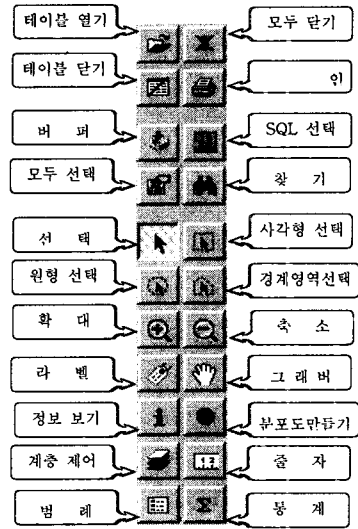 테이블 열기
모두 닫기
테이블 닫기
인
버 퍼
SQL 선택
모두 선택
찾 기
선 택
사각형 선택
원형 선택
경계영역선택
확 대
축 소
라 벨
그 래 버
정보 보기
분포도만들기
계층 제어
줄 자
범 례
통 계